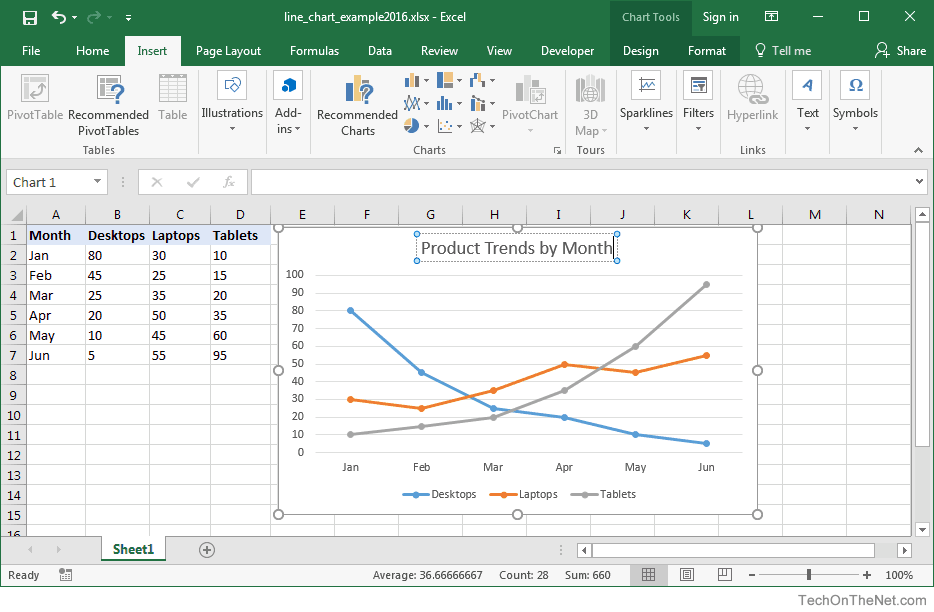 line_chart_example2016.xlsx - Excel
Chart Tools
Sign in
File Home Insert Page Layout Formulas Data Review View Developer Design Format Tell me Share
PivotTable
Recommended
PivotTables
Table
Tables
Illustrations
Add-
ins
Recommended
Charts
PivotChart
Charts
3D
Map
Tours
Sparklines
Filters
Hyperlink
Links
A
Text
Ω
Symbols
Chart 1
fx
A B C D E F G H I J K L M N
1 Month Desktops Laptops Tablets
2 Jan 80 30 10
3 Feb 45 25 15
4 Mar 25 35 20
5 Apr 20 50 35
6 May 10 45 60
7 Jun 5 55 95
8
9
10
11
12
13
14
15
16
Product Trends by Month
100
90
80
70
60
50
40
30
20
10
0
Jan Feb Mar Apr May Jun
Desktops Laptops Tablets
Sheet1
Ready
Average: 36.66666667 Count: 28 Sum: 660
100%
TechOnTheNet.com